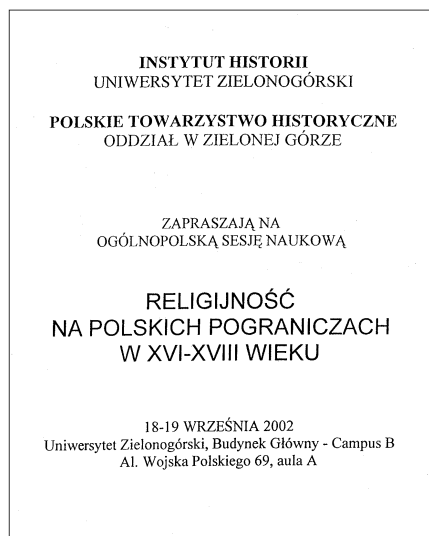 INSTYTUT HISTORII
UNIWERSYTET ZIELONOGÓRSKI
POLSKIE TOWARZYSTWO HISTORYCZNE
ODDZIAŁ W ZIELONEJ GÓRZE
ZAPRASZAJĄ NA
OGÓLNOPOLSKĄ SESJĘ NAUKOWĄ
RELIGIJNOŚĆ
NA POLSKICH POGRANICZACH
W XVI-XVIII WIEKU
18-19 WRZEŚNIA 2002
Uniwersytet Zielonogórski, Budynek Główny - Campus B
Al. Wojska Polskiego 69, aula A